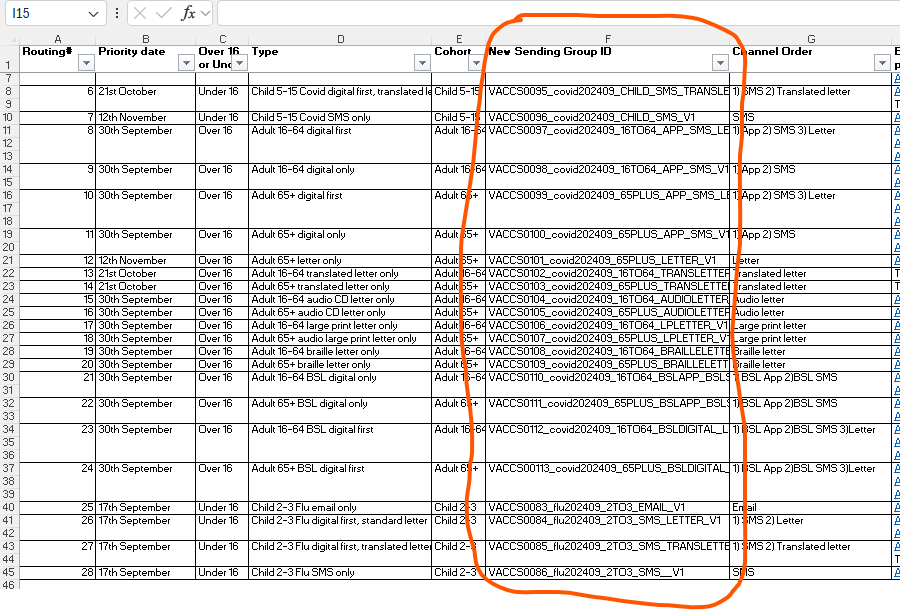 I15 fx
A B C D E F G
1 Routing# Priority date Over 16 or Unc Type Cohort New Sending Group ID Channel Order
7
8 6 21st October Under 16 Child 5-15 Covid digital first, translated le Child 5-15 VACCS0095_covid202409_CHILD_SMS_TRANSLE 1) SMS 2) Translated letter
9
10 7 12th November Under 16 Child 5-15 Covid SMS only Child 5-15 VACCS0096_covid202409_CHILD_SMS_V1 SMS
11 8 30th September Over 16 Adult 16-64 digital first Adult 16-64 VACCS0097_covid202409_16TO64_APP_SMS_LE 1) App 2) SMS 3) Letter
12
13
14 9 30th September Over 16 Adult 16-64 digital only Adult 16-64 VACCS0098_covid202409_16TO64_APP_SMS_V1 1) App 2) SMS
15
16 10 30th September Over 16 Adult 65+ digital first Adult 65+ VACCS0099_covid202409_65PLUS_APP_SMS_LE 1) App 2) SMS 3) Letter
17
18
19 11 30th September Over 16 Adult 65+ digital only Adult 65+ VACCS0100_covid202409_65PLUS_APP_SMS_V1 1) App 2) SMS
20
21 12 12th November Over 16 Adult 65+ letter only Adult 65+ VACCS0101_covid202409_65PLUS_LETTER_V1 Letter
22 13 21st October Over 16 Adult 16-64 translated letter only Adult 16-64 VACCS0102_covid202409_16TO64_TRANSLETTER Translated letter
23 14 21st October Over 16 Adult 65+ translated letter only Adult 65+ VACCS0103_covid202409_65PLUS_TRANSLETTER Translated letter
24 15 30th September Over 16 Adult 16-64 audio CD letter only Adult 16-64 VACCS0104_covid202409_16TO64_AUDIOLETTER Audio letter
25 16 30th September Over 16 Adult 65+ audio CD letter only Adult 65+ VACCS0105_covid202409_65PLUS_AUDIOLETTER Audio letter
26 17 30th September Over 16 Adult 16-64 large print letter only Adult 16-64 VACCS0106_covid202409_16TO64_LPLETTER_V1 Large print letter
27 18 30th September Over 16 Adult 65+ audio large print letter only Adult 65+ VACCS0107_covid202409_65PLUS_LPLETTER_V1 Large print letter
28 19 30th September Over 16 Adult 16-64 braille letter only Adult 16-64 VACCS0108_covid202409_16TO64_BRAILLELETTE Braille letter
29 20 30th September Over 16 Adult 65+ braille letter only Adult 65+ VACCS0109_covid202409_65PLUS_BRAILLELETT Braille letter
30 21 30th September Over 16 Adult 16-64 BSL digital only Adult 16-64 VACCS0110_covid202409_16TO64_BSLAPP_BSLS 1) BSL App 2)BSL SMS
31
32 22 30th September Over 16 Adult 65+ BSL digital only Adult 65+ VACCS0111_covid202409_65PLUS_BSLAPP_BSLS 1) BSL App 2)BSL SMS
33
34 23 30th September Over 16 Adult 16-64 BSL digital first Adult 16-64 VACCS0112_covid202409_16TO64_BSLDIGITAL_L 1) BSL App 2)BSL SMS 3)Letter
35
36
37 24 30th September Over 16 Adult 65+ BSL digital first Adult 65+ VACCS00113_covid202409_65PLUS_BSLDIGITAL_ 1) BSL App 2)BSL SMS 3)Letter
38
39
40 25 17th September Under 16 Child 2-3 Flu email only Child 2-3 VACCS0083_flu202409_2TO3_EMAIL_V1 Email
41 26 17th September Under 16 Child 2-3 Flu digital first, standard letter Child 2-3 VACCS0084_flu202409_2TO3_SMS_LETTER_V1 1) SMS 2) Letter
42
43 27 17th September Under 16 Child 2-3 Flu digital first, translated letter Child 2-3 VACCS0085_flu202409_2TO3_SMS_TRANSLETTE 1) SMS 2) Translated letter
44
45 28 17th September Under 16 Child 2-3 Flu SMS only Child 2-3 VACCS0086_flu202409_2TO3_SMS__V1 SMS
46